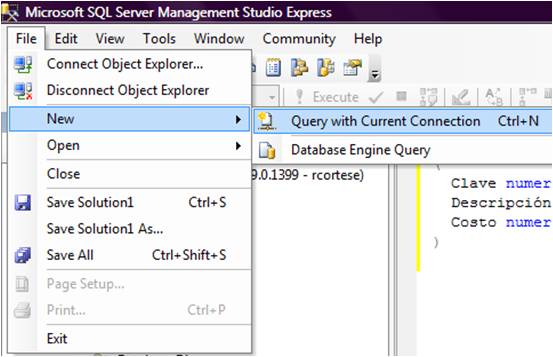 Microsoft SQL Server Management Studio Express
File Edit View Tools Window Community Help
Connect Object Explorer...
Disconnect Object Explorer
Execute
New
Query with Current Connection Ctrl+N
Open
Database Engine Query
Close
9.0.1399 - rcortese)
Clave numer
Save Solution1 Ctrl+S
Descripción
Save Solution1 As...
Costo numer
Save All Ctrl+Shift+S
)
Page Setup...
Print... Ctrl+P
Exit